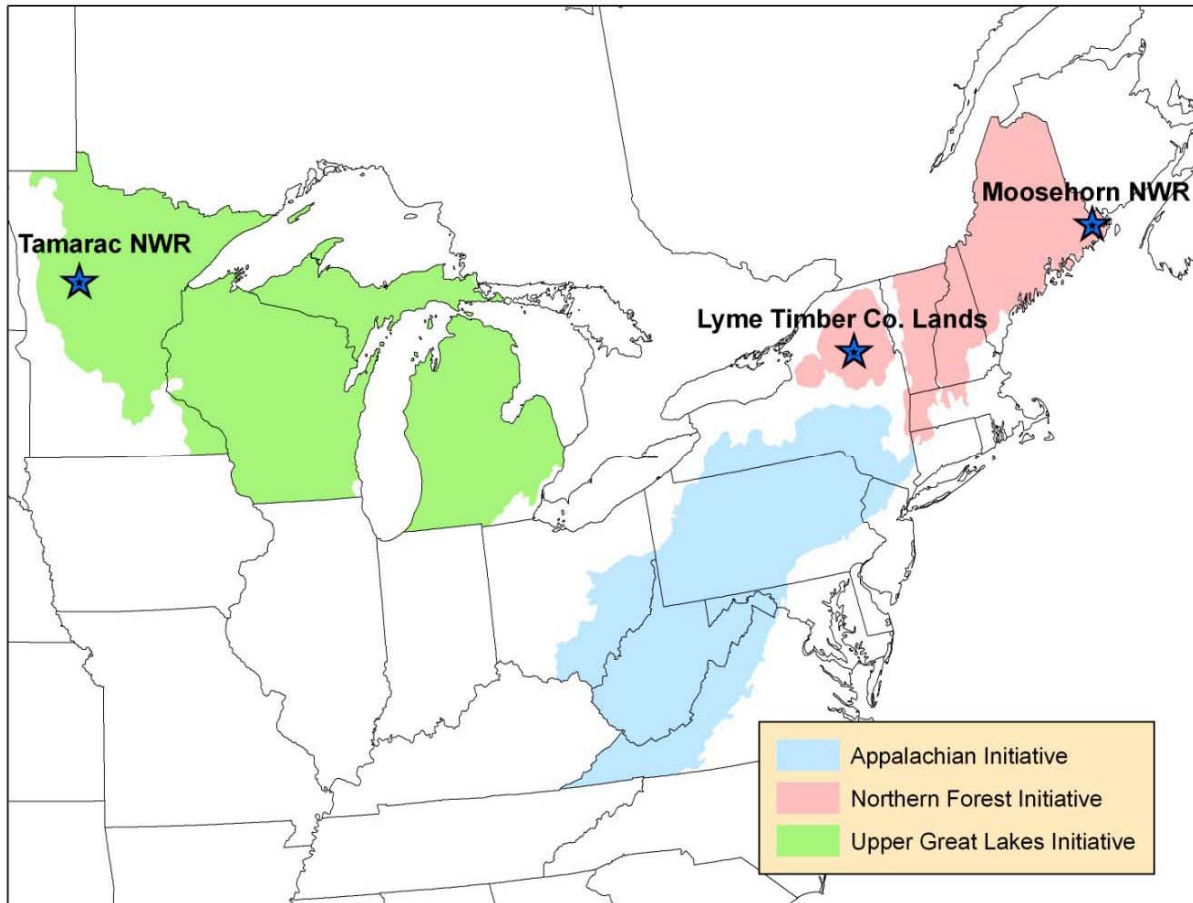 Moosehorn NWR
Tamarac NWR
Lyme Timber Co. Lands
Appalachian Initiative
Northern Forest Initiative
Upper Great Lakes Initiative